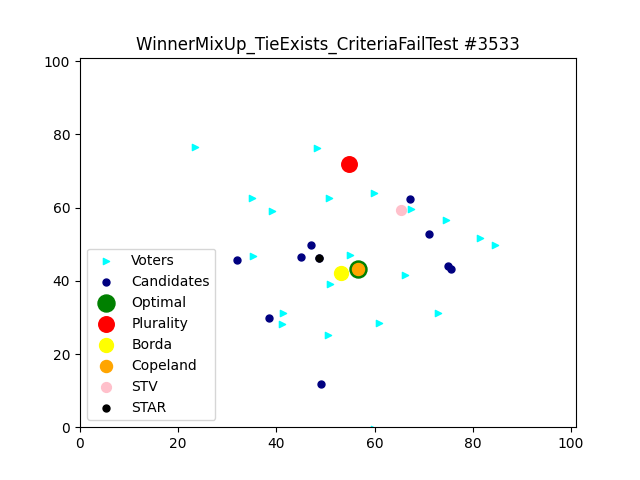 WinnerMixUp_TieExists_CriteriaFailTest #3533
100
80
60
40
20
0
Voters
Candidates
Optimal
Plurality
Borda
Copeland
STV
STAR
0 20 40 60 80 100